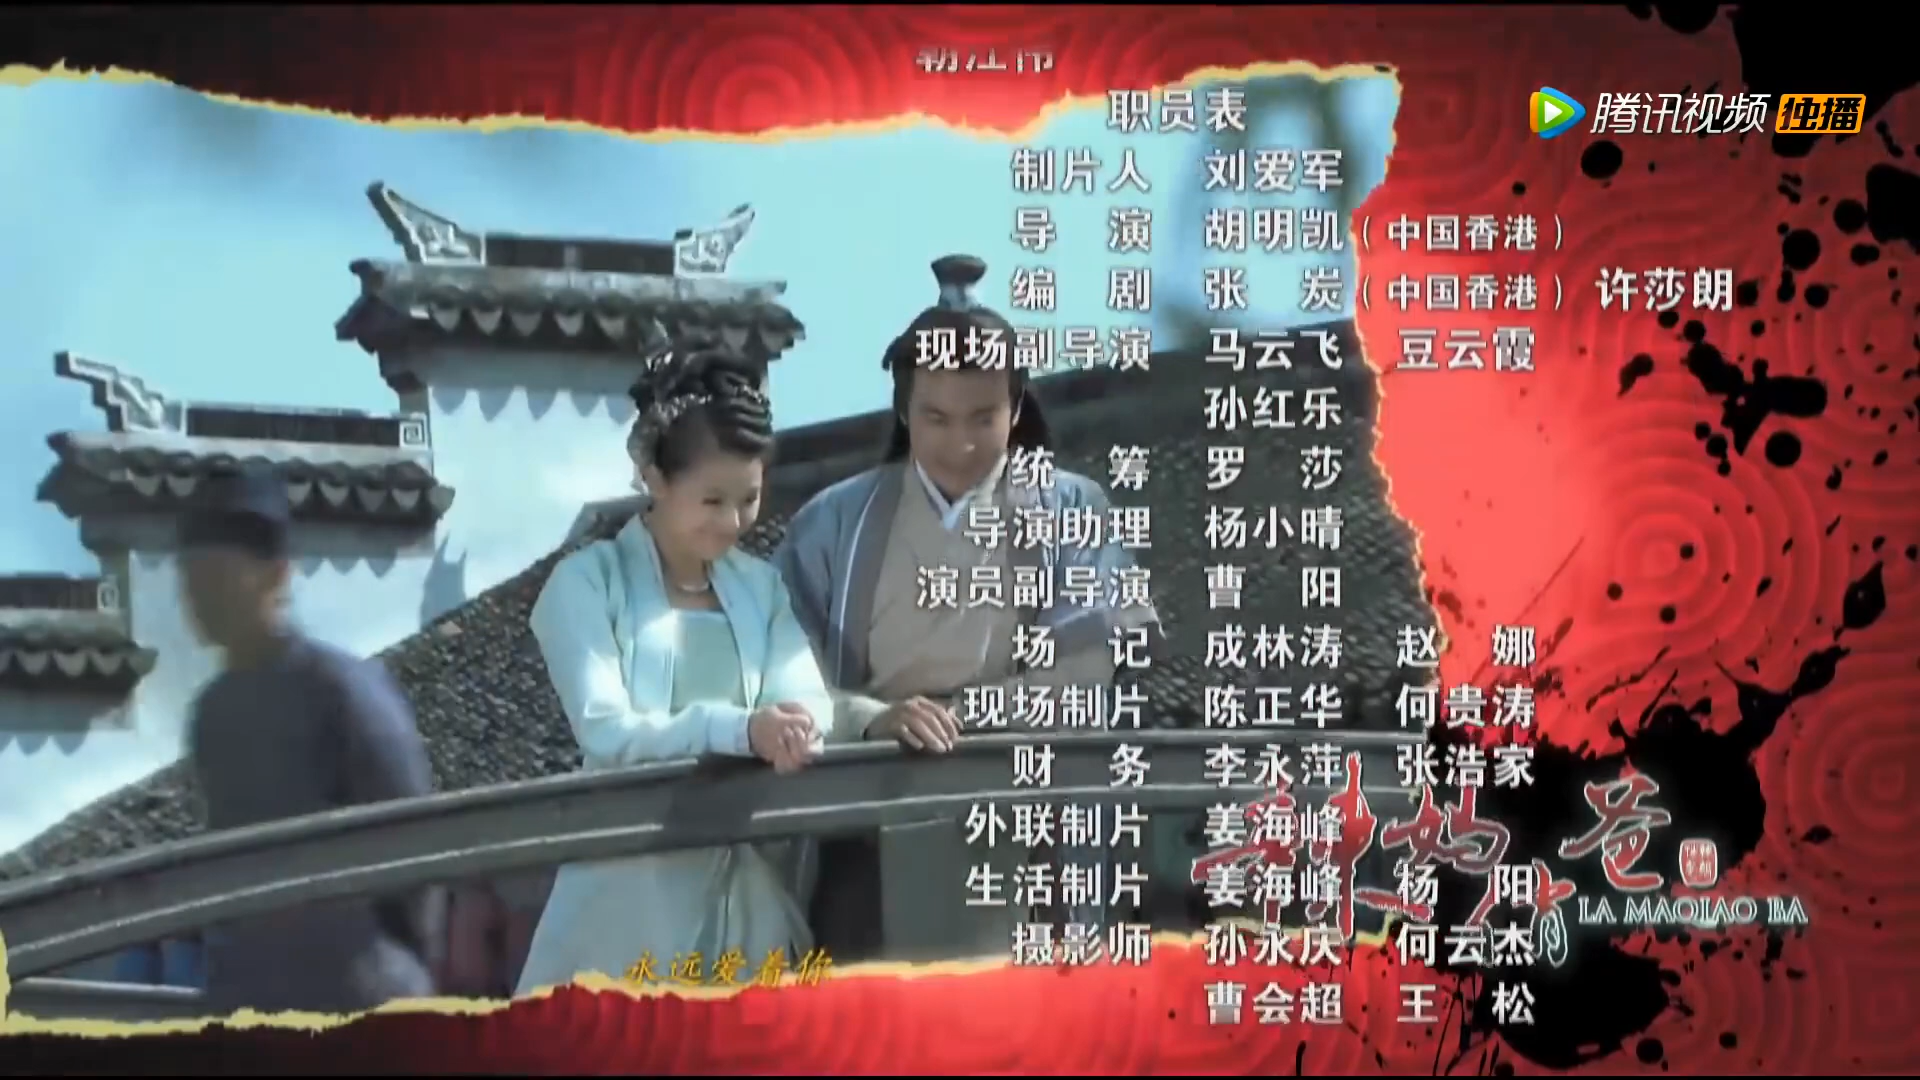 职员表
腾讯视频 独播
制片人 刘爱军
导演 胡明凯（中国香港）
编剧 张炭（中国香港） 许莎朗
现场副导演 马云飞 豆云霞
孙红乐
统筹 罗莎
导演助理 杨小晴
演员副导演 曹阳
场记 成林涛 赵娜
现场制片 陈正华 何贵涛
财务 李永萍 张浩家
外联制片 姜海峰
生活制片 姜海峰 杨阳
辣妈俏爸
LA MAQIAO BA
摄影师 孙永庆 何云杰
永远爱着你
曹会超 王松